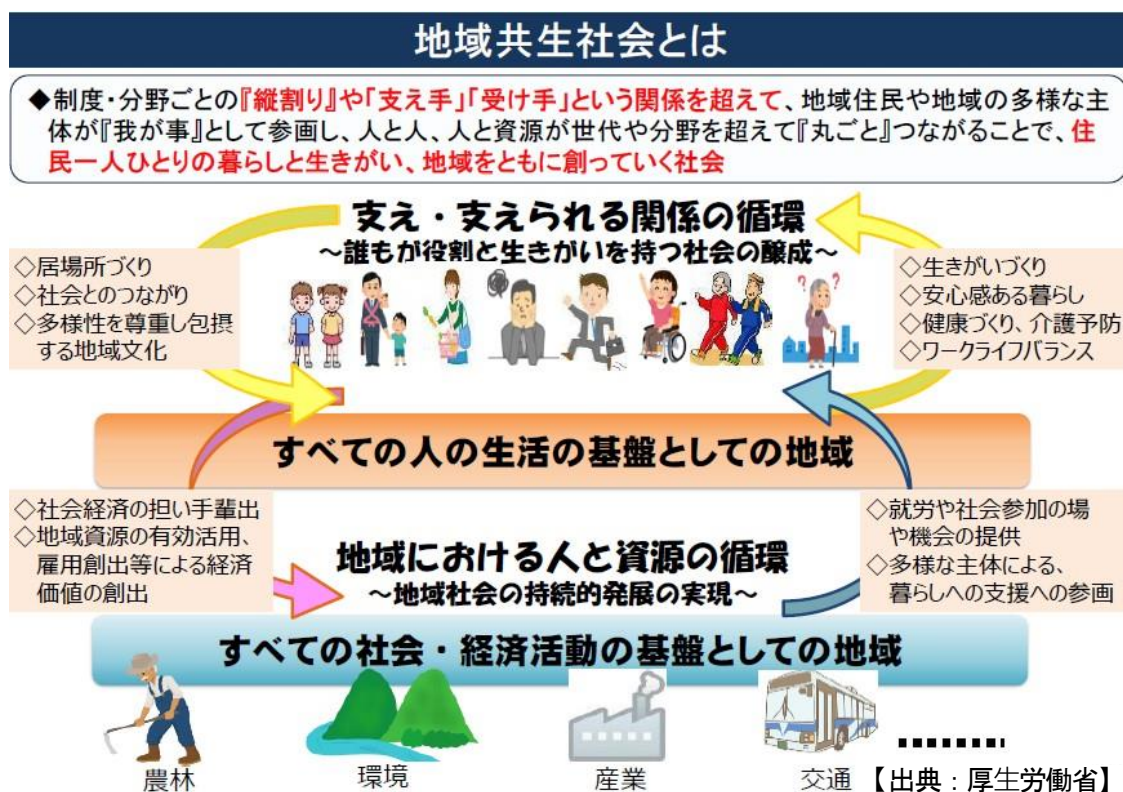 地域共生社会とは
◆制度・分野ごとの『縦割り』や「支え手」「受け手」という関係を超えて、地域住民や地域の多様な主
体が『我が事』として参画し、人と人、人と資源が世代や分野を超えて『丸ごと』つながることで、住
民一人ひとりの暮らしと生きがい、地域をともに創っていく社会
支え・支えられる関係の循環
～誰もが役割と生きがいを持つ社会の醸成～
◇居場所づくり
◇社会とのつながり
◇多様性を尊重し包摂
する地域文化
◇生きがいづくり
◇安心感ある暮らし
◇健康づくり、介護予防
◇ワークライフバランス
? ?
すべての人の生活の基盤としての地域
◇社会経済の担い手輩出
◇地域資源の有効活用、
雇用創出等による経済
価値の創出
地域における人と資源の循環
～地域社会の持続的発展の実現～
◇就労や社会参加の場
や機会の提供
◇多様な主体による、
暮らしへの支援への参画
すべての社会・経済活動の基盤としての地域
農林
環境
産業
交通
【出典：厚生労働省】